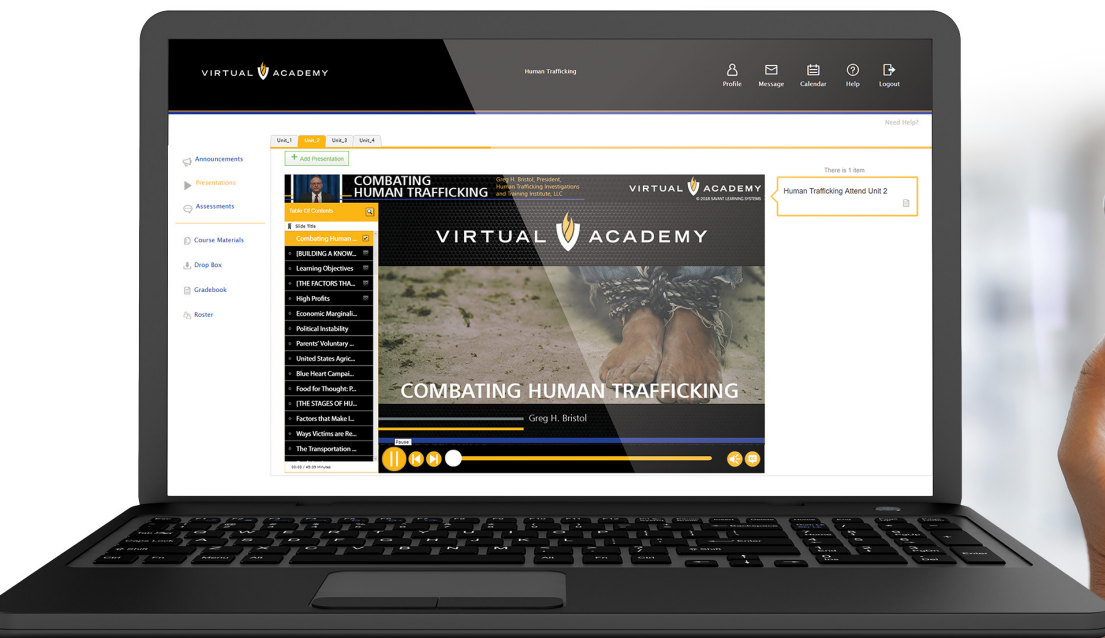 VIRTUAL ACADEMY
Human Trafficking
Profile
Message
Calendar
Help
Logout
Need Help?
Unit_1
Unit_2
Unit_3
Unit_4
+ Add Presentation
Announcements
Presentations
Assessments
Course Materials
Drop Box
Gradebook
Roster
COMBATING
HUMAN TRAFFICKING
Greg H. Bristol, President,
Human Trafficking Investigations
and Training Institute, LLC
VIRTUAL ACADEMY
© 2018 SAVANT LEARNING SYSTEMS
Table Of Contents
Slide Title
Combating Human ...
[BUILDING A KNOW...
Learning Objectives
[THE FACTORS THA...
High Profits
Economic Marginali...
Political Instability
Parents' Voluntary ...
United States Agric...
Blue Heart Campai...
Food for Thought: P...
[THE STAGES OF HU...
Factors that Make I...
Ways Victims are Re...
The Transportation ...
VIRTUAL ACADEMY
COMBATING HUMAN TRAFFICKING
Greg H. Bristol
Pause
There is 1 item
Human Trafficking Attend Unit 2